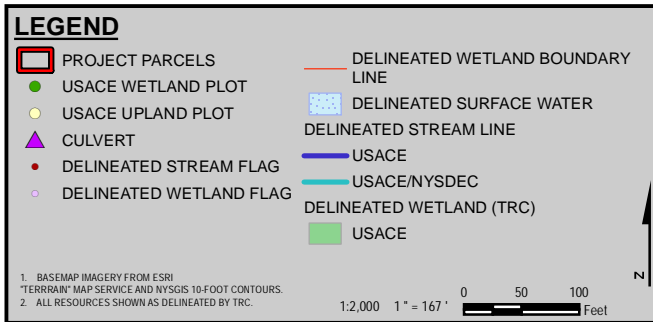 LEGEND
PROJECT PARCELS
USACE WETLAND PLOT
USACE UPLAND PLOT
CULVERT
DELINEATED STREAM FLAG
DELINEATED WETLAND FLAG
DELINEATED WETLAND BOUNDARY
LINE
DELINEATED SURFACE WATER
DELINEATED STREAM LINE
USACE
USACE/NYSDEC
DELINEATED WETLAND (TRC)
USACE
1. BASEMAP IMAGERY FROM ESRI
"TERRRAIN" MAP SERVICE AND NYSGIS 10-FOOT CONTOURS.
2. ALL RESOURCES SHOWN AS DELINEATED BY TRC.
1:2,000 1 " = 167 '
0 50 100
Feet
N